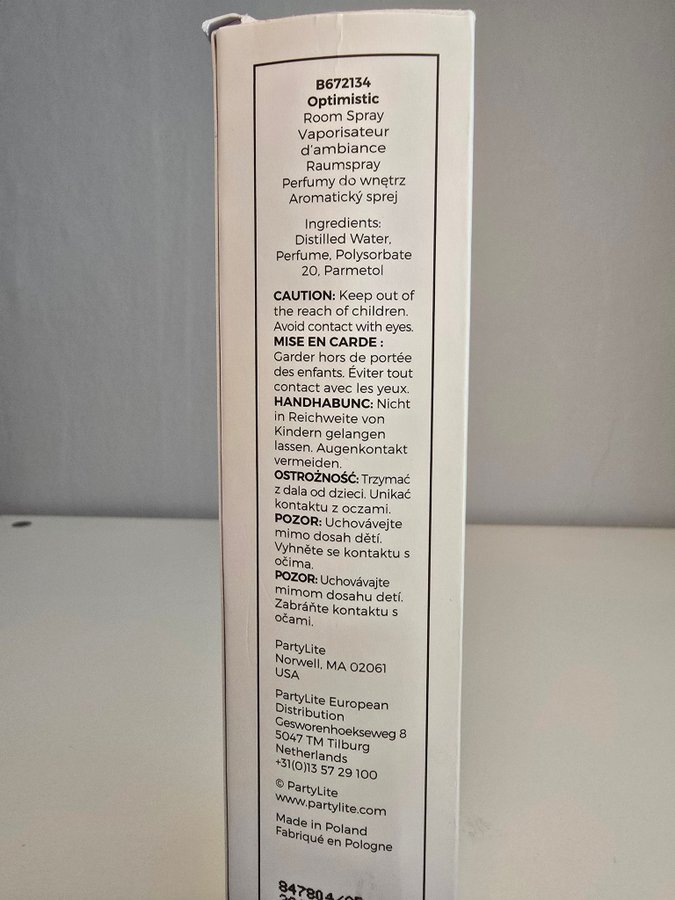 B672134
Optimistic
Room Spray
Vaporisateur
d'ambiance
Raumspray
Perfumy do wnętrz
Aromatický sprej
Ingredients:
Distilled Water,
Perfume, Polysorbate
20, Parmetol
CAUTION: Keep out of
the reach of children.
Avoid contact with eyes.
MISE EN CARDE :
Garder hors de portée
des enfants. Éviter tout
contact avec les yeux.
HANDHABUNC: Nicht
in Reichweite von
Kindern gelangen
lassen. Augenkontakt
vermeiden.
OSTROŻNOŚĆ: Trzymać
z dala od dzieci. Unikać
kontaktu z oczami.
POZOR: Uchovávejte
mimo dosah dětí.
Vyhněte se kontaktu s
očima.
POZOR: Uchovávajte
mimom dosahu detí.
Zabráňte kontaktu s
očami.
PartyLite
Norwell, MA 02061
USA
PartyLite European
Distribution
Gesworenhoekseweg 8
5047 TM Tilburg
Netherlands
+31(0)13 57 29 100
© PartyLite
www.partylite.com
Made in Poland
Fabriqué en Pologne